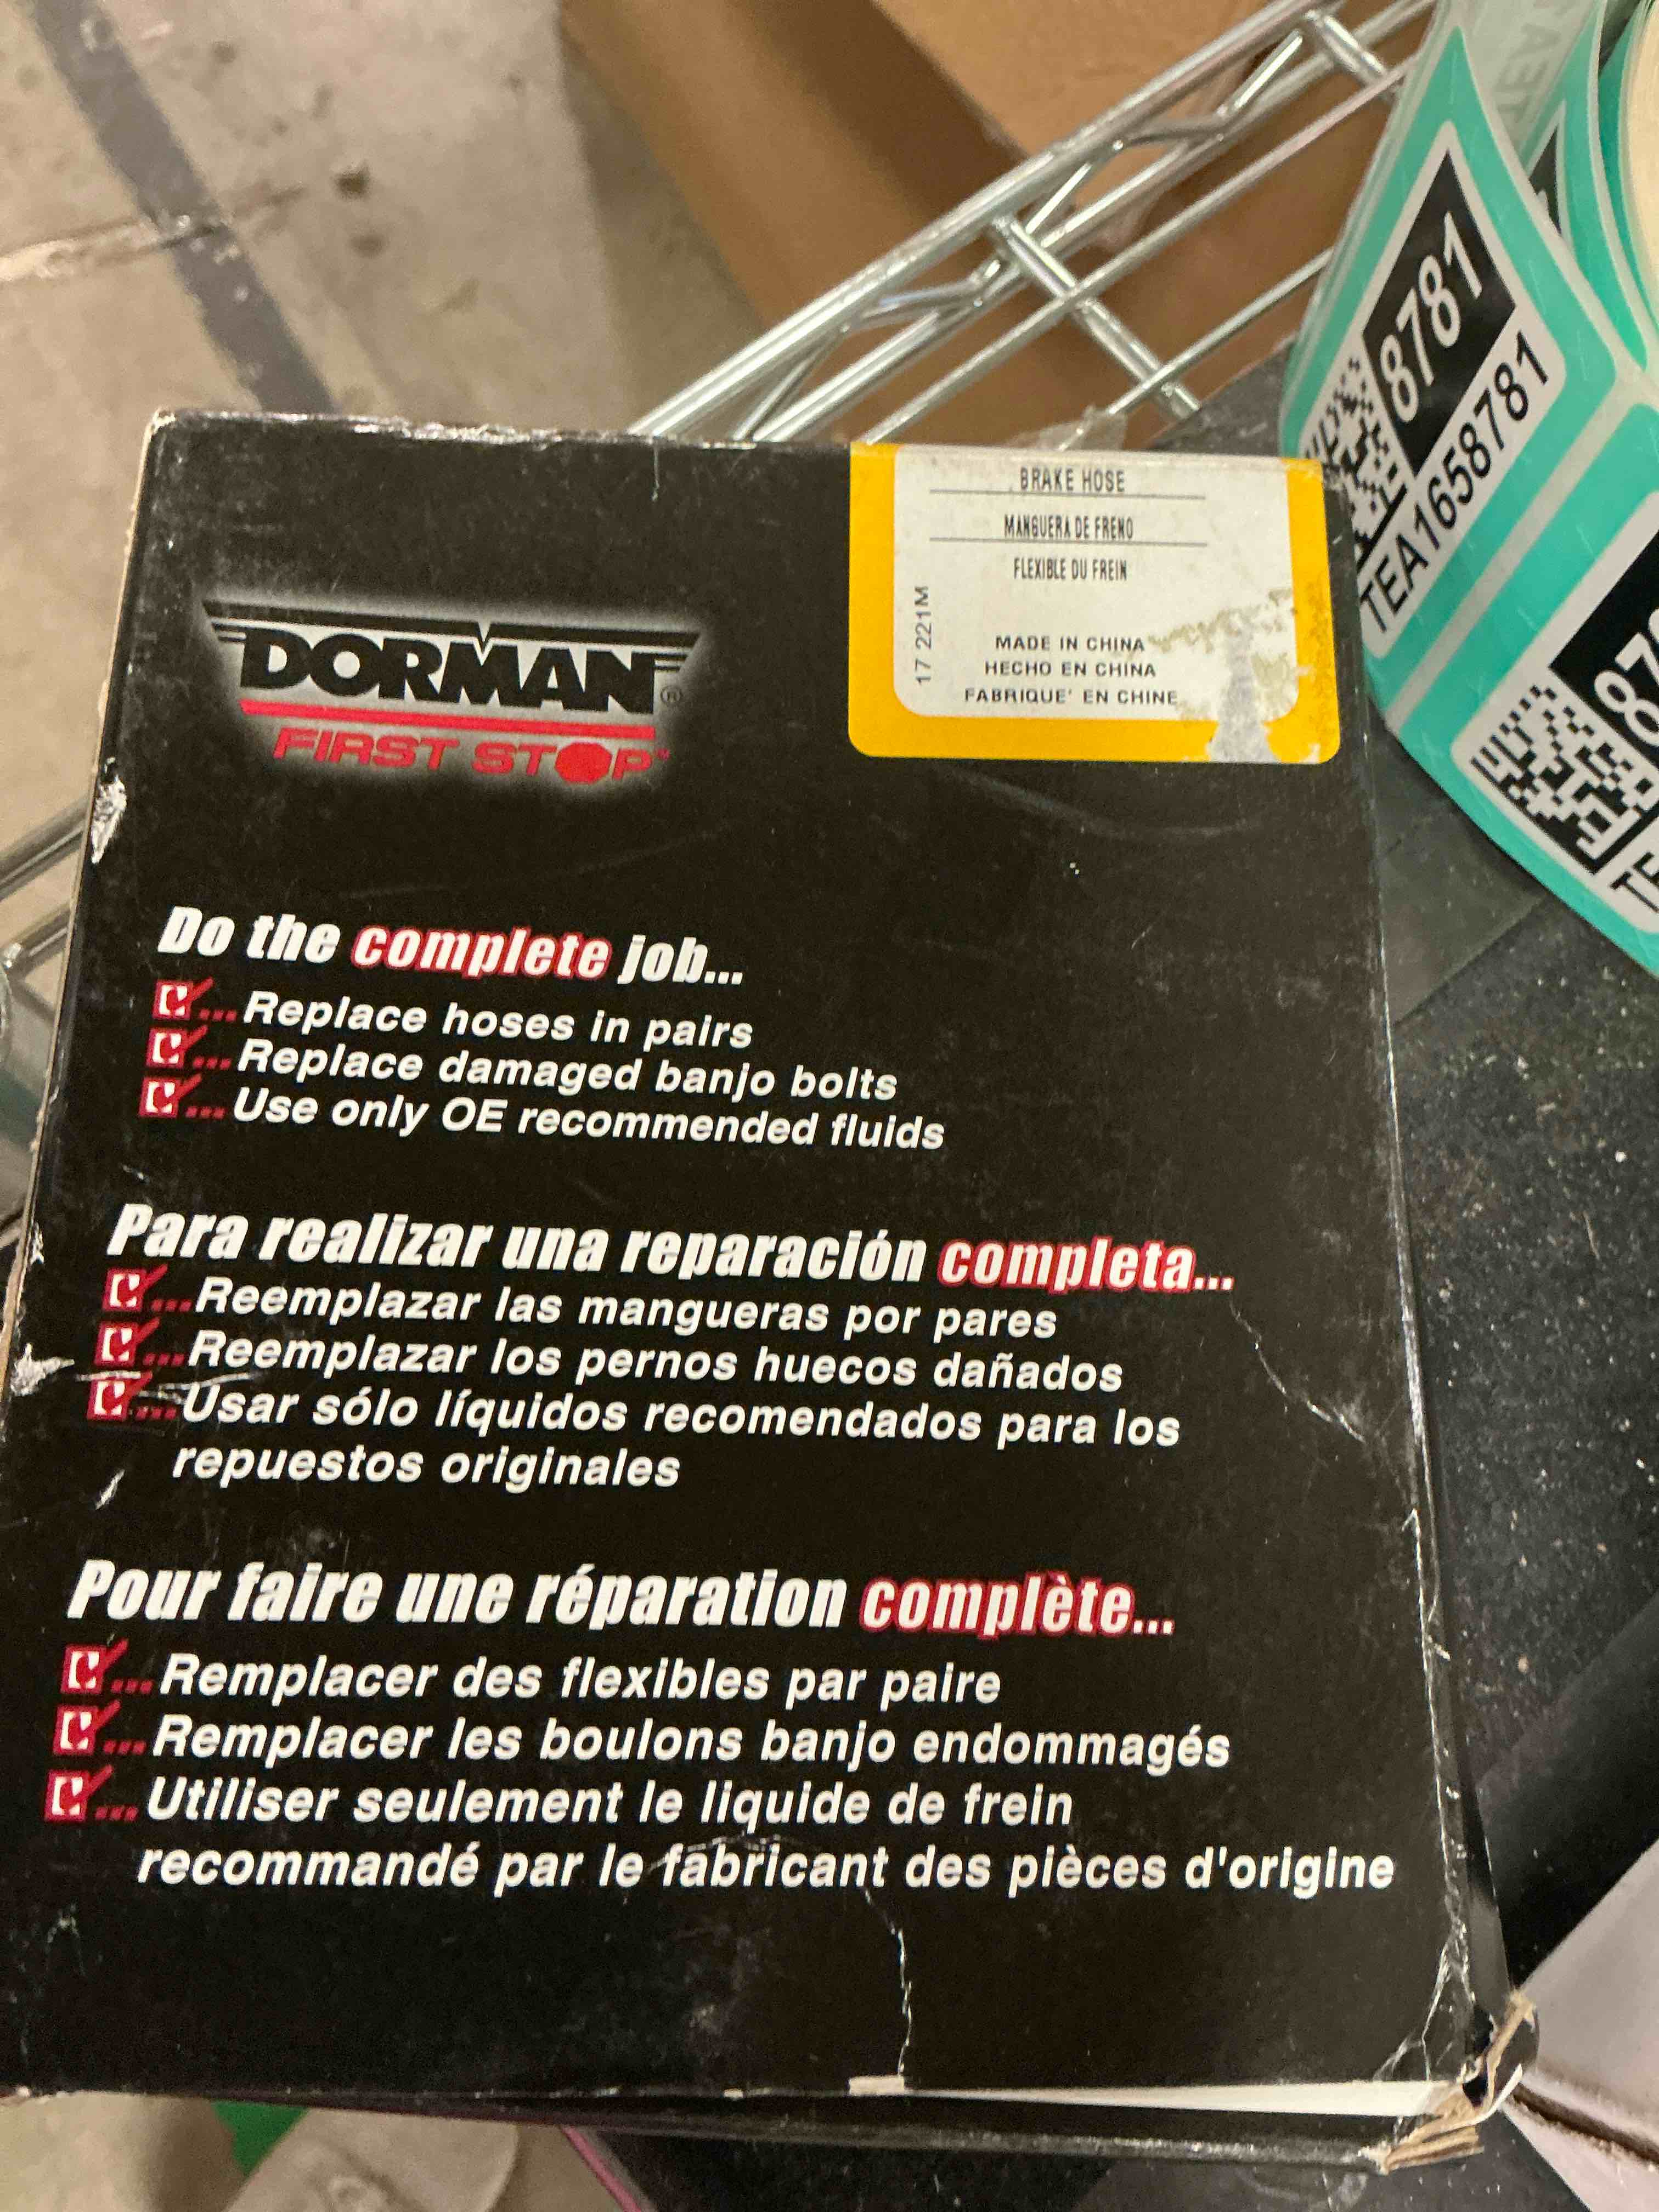 BRAKE HOSE
MANGUERA DE FRENO
FLEXIBLE DU FREIN
17 221M
MADE IN CHINA
HECHO EN CHINA
FABRIQUE' EN CHINE
DORMAN®
FIRST STOP™
Do the complete job...
...Replace hoses in pairs
...Replace damaged banjo bolts
...Use only OE recommended fluids
Para realizar una reparación completa...
...Reemplazar las mangueras por pares
...Reemplazar los pernos huecos dañados
...Usar sólo líquidos recomendados para los
repuestos originales
Pour faire une réparation complète...
...Remplacer des flexibles par paire
...Remplacer les boulons banjo endommagés
...Utiliser seulement le liquide de frein
recommandé par le fabricant des pièces d'origine
8781
TEA1658781